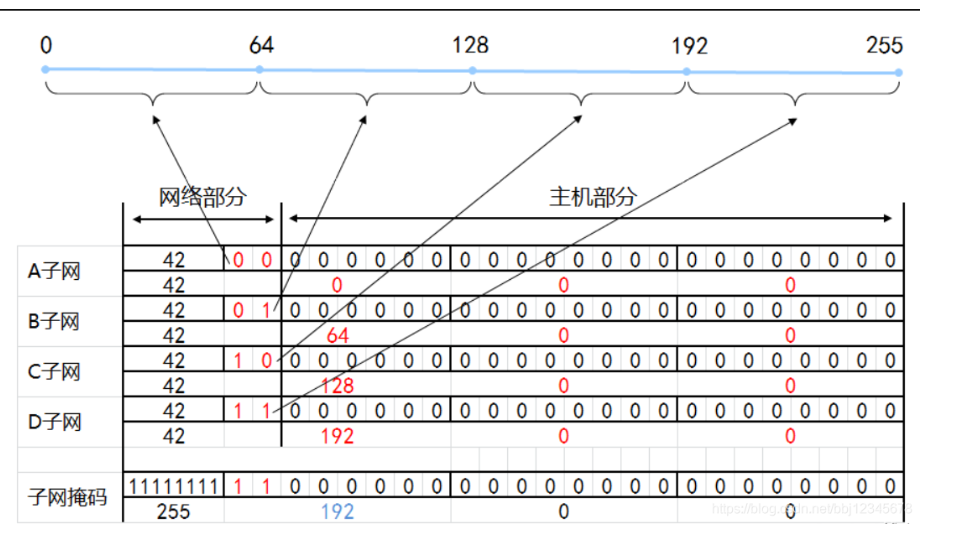 0 64 128 192 255
网络部分 主机部分
A子网 42 0 0 0 0 0 0 0 0 0 0 0 0 0 0 0 0 0 0 0 0 0 0 0 0
42 0 0 0
B子网 42 0 1 0 0 0 0 0 0 0 0 0 0 0 0 0 0 0 0 0 0 0 0 0 0
42 64 0 0
C子网 42 1 0 0 0 0 0 0 0 0 0 0 0 0 0 0 0 0 0 0 0 0 0 0 0
42 128 0 0
D子网 42 1 1 0 0 0 0 0 0 0 0 0 0 0 0 0 0 0 0 0 0 0 0 0 0
42 192 0 0
子网掩码 11111111 1 1 0 0 0 0 0 0 0 0 0 0 0 0 0 0 0 0 0 0 0 0 0 0
255 192 0 0
https://blog.csdn.net/bbj12345678